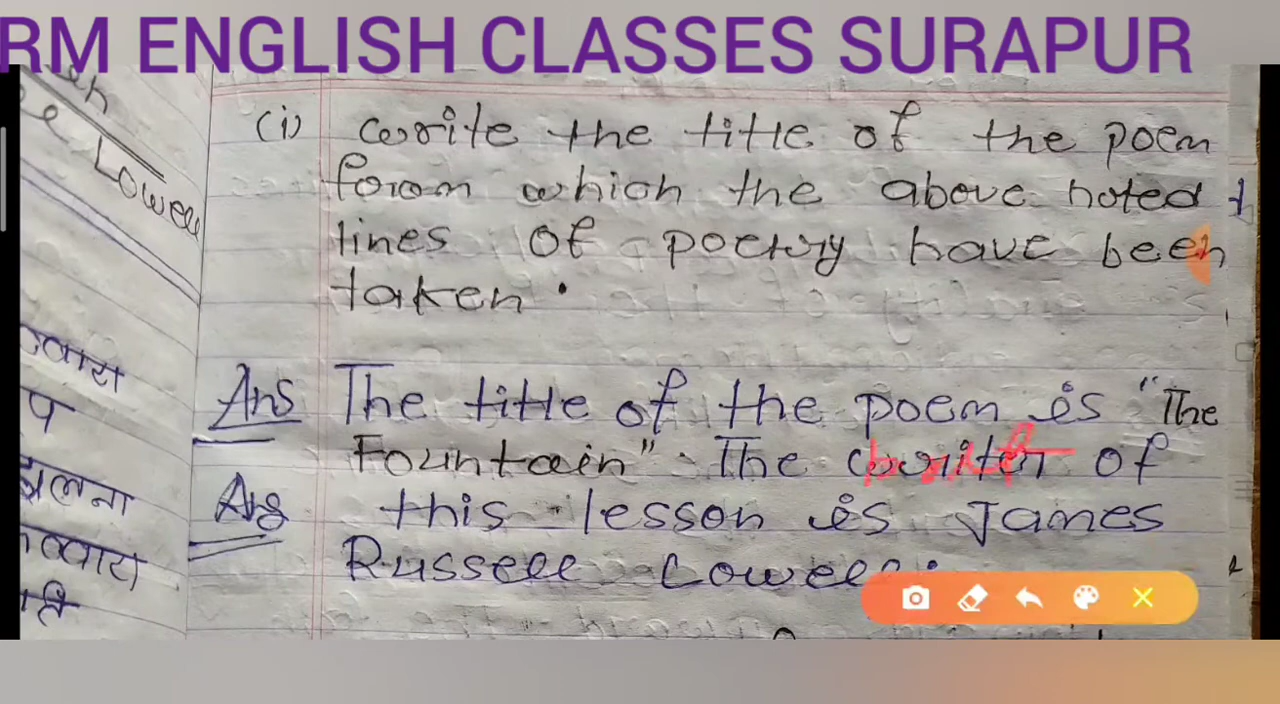 RM ENGLISH CLASSES SURAPUR
Lowell
(i) write the title of the poem
from which the above noted
lines of poetry have been
taken.
Ans The title of the poem is "The
Fountain". The writer of
Ans this lesson is James
Russell Lowell.